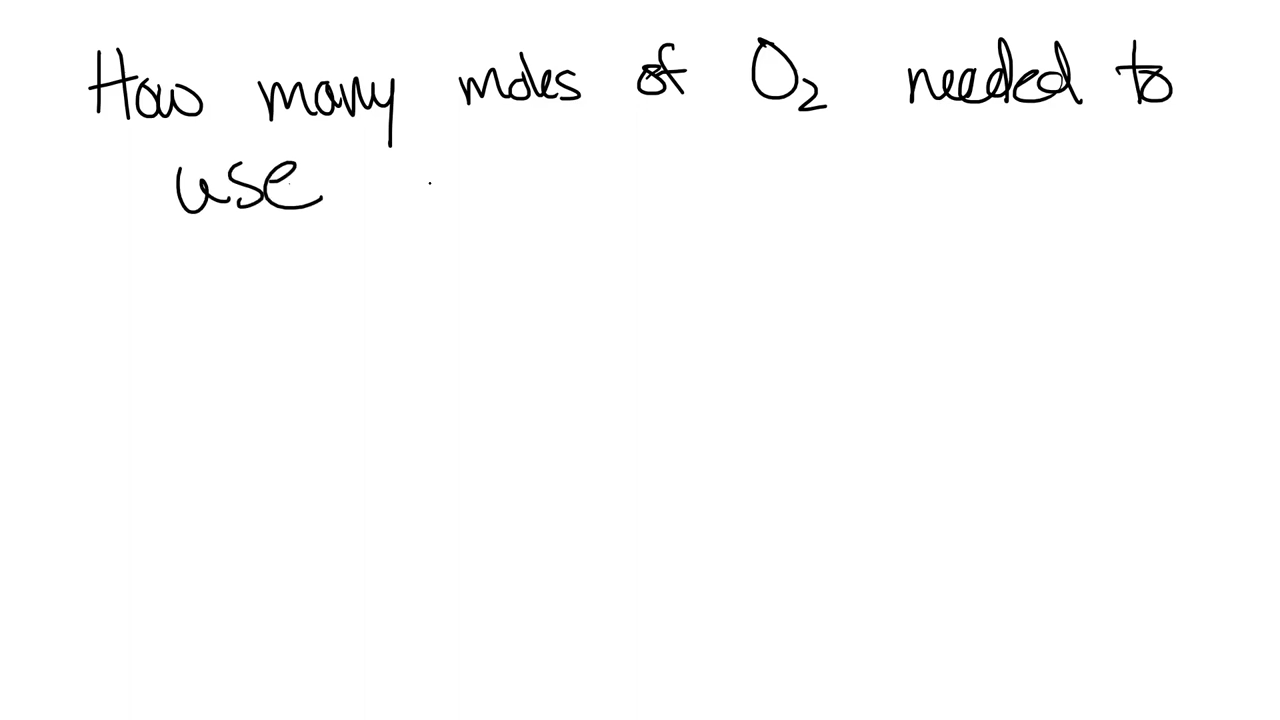 How many moles of O₂ needed to
use